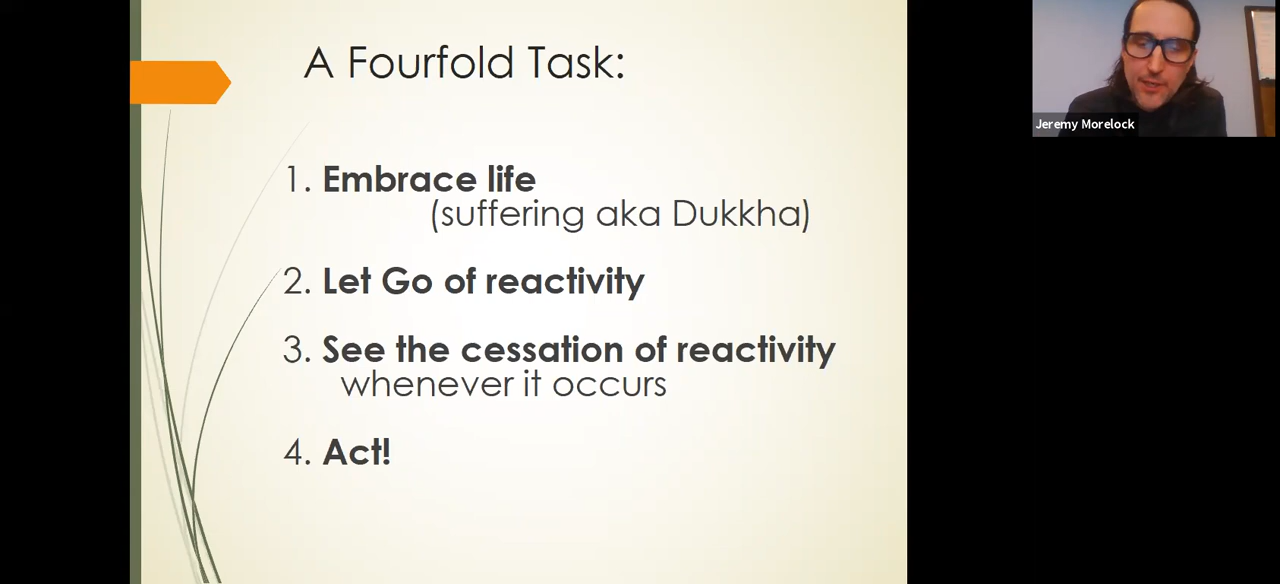 A Fourfold Task:
1. Embrace life
(suffering aka Dukkha)
2. Let Go of reactivity
3. See the cessation of reactivity
whenever it occurs
4. Act!
Jeremy Morelock